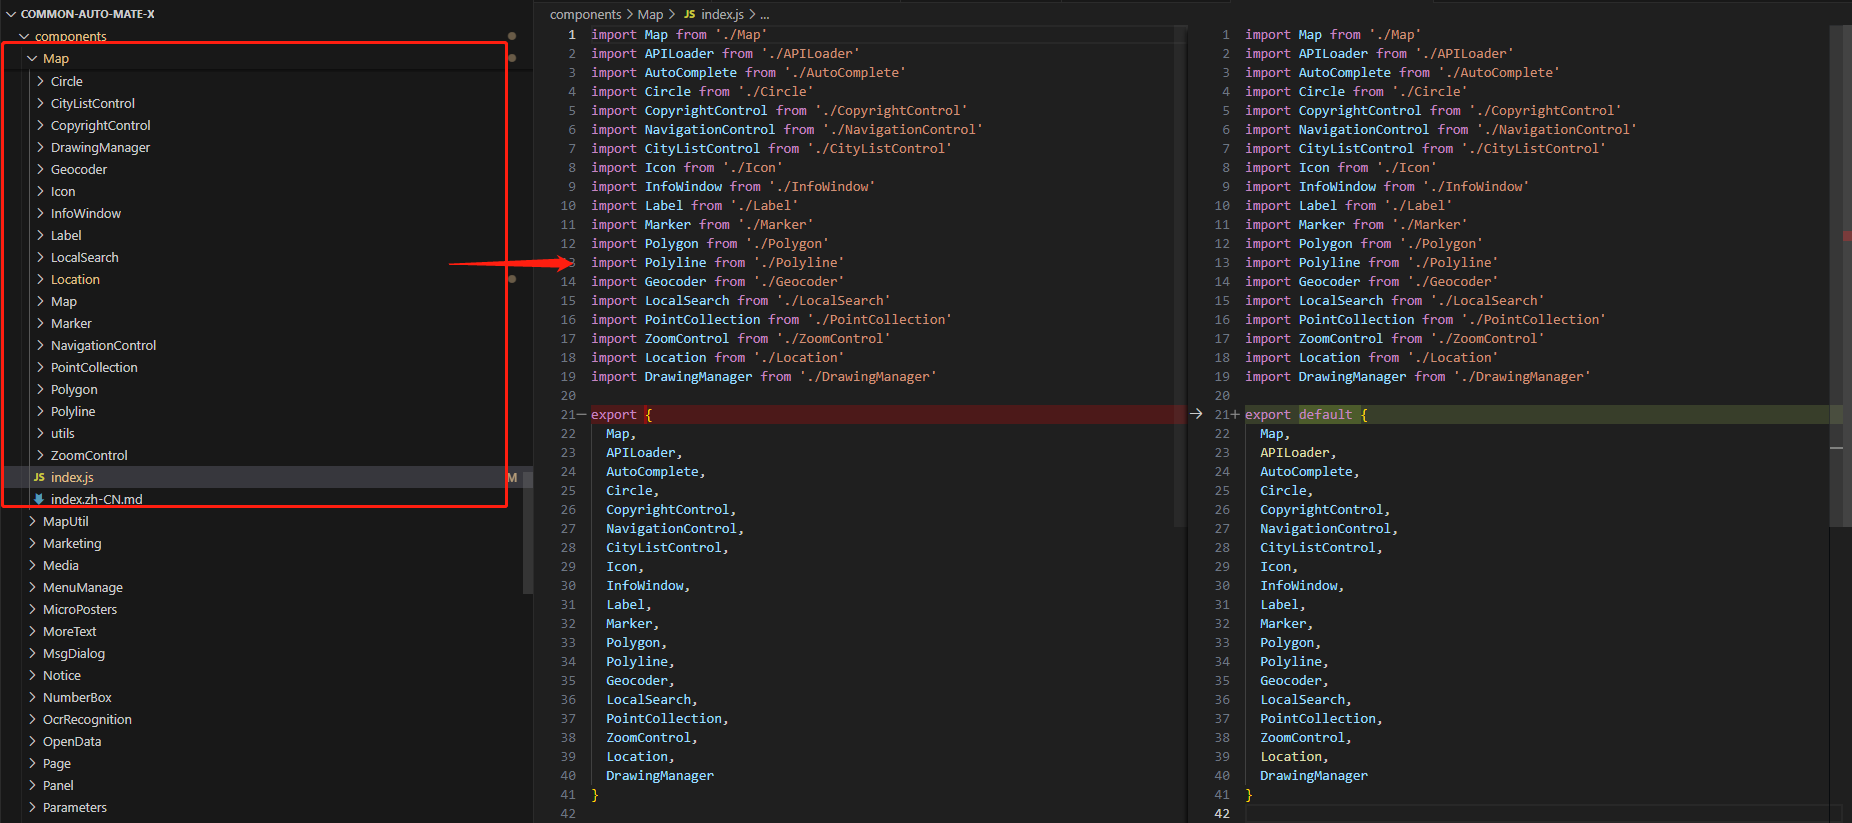 COMMON-AUTO-MATE-X
components
Map
Circle
CityListControl
CopyrightControl
DrawingManager
Geocoder
Icon
InfoWindow
Label
LocalSearch
Location
Map
Marker
NavigationControl
PointCollection
Polygon
Polyline
utils
ZoomControl
JS index.js M
index.zh-CN.md
MapUtil
Marketing
Media
MenuManage
MicroPosters
MoreText
MsgDialog
Notice
NumberBox
OcrRecognition
OpenData
Page
Panel
Parameters
components > Map > JS index.js > ...
1 import Map from './Map'
2 import APILoader from './APILoader'
3 import AutoComplete from './AutoComplete'
4 import Circle from './Circle'
5 import CopyrightControl from './CopyrightControl'
6 import NavigationControl from './NavigationControl'
7 import CityListControl from './CityListControl'
8 import Icon from './Icon'
9 import InfoWindow from './InfoWindow'
10 import Label from './Label'
11 import Marker from './Marker'
12 import Polygon from './Polygon'
3 import Polyline from './Polyline'
14 import Geocoder from './Geocoder'
15 import LocalSearch from './LocalSearch'
16 import PointCollection from './PointCollection'
17 import ZoomControl from './ZoomControl'
18 import Location from './Location'
19 import DrawingManager from './DrawingManager'
20
21− export {
22 Map,
23 APILoader,
24 AutoComplete,
25 Circle,
26 CopyrightControl,
27 NavigationControl,
28 CityListControl,
29 Icon,
30 InfoWindow,
31 Label,
32 Marker,
33 Polygon,
34 Polyline,
35 Geocoder,
36 LocalSearch,
37 PointCollection,
38 ZoomControl,
39 Location,
40 DrawingManager
41 }
42
1 import Map from './Map'
2 import APILoader from './APILoader'
3 import AutoComplete from './AutoComplete'
4 import Circle from './Circle'
5 import CopyrightControl from './CopyrightControl'
6 import NavigationControl from './NavigationControl'
7 import CityListControl from './CityListControl'
8 import Icon from './Icon'
9 import InfoWindow from './InfoWindow'
10 import Label from './Label'
11 import Marker from './Marker'
12 import Polygon from './Polygon'
13 import Polyline from './Polyline'
14 import Geocoder from './Geocoder'
15 import LocalSearch from './LocalSearch'
16 import PointCollection from './PointCollection'
17 import ZoomControl from './ZoomControl'
18 import Location from './Location'
19 import DrawingManager from './DrawingManager'
20
21+ export default {
22 Map,
23 APILoader,
24 AutoComplete,
25 Circle,
26 CopyrightControl,
27 NavigationControl,
28 CityListControl,
29 Icon,
30 InfoWindow,
31 Label,
32 Marker,
33 Polygon,
34 Polyline,
35 Geocoder,
36 LocalSearch,
37 PointCollection,
38 ZoomControl,
39 Location,
40 DrawingManager
41 }
42